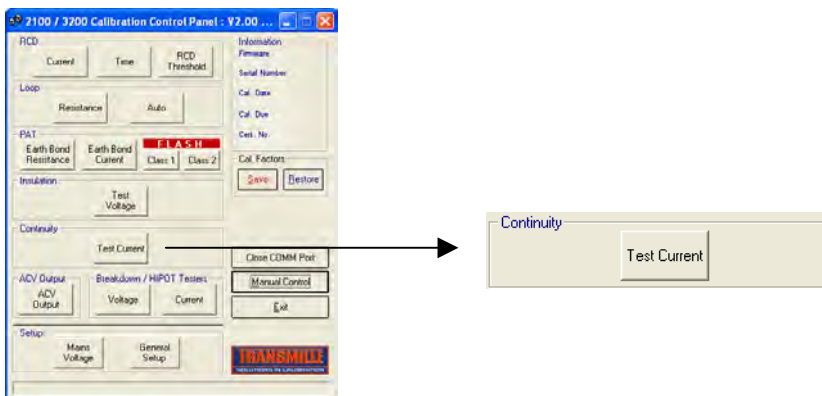 2100 / 3200 Calibration Control Panel : V2.00 ...
RCD
Current
Time
RCD
Threshold
Loop
Resistance
Auto
PAT
Earth Bond
Resistance
Earth Bond
Current
FLASH
Class 1
Class 2
Insulation
Test
Voltage
Continuity
Test Current
ACV Output
ACV
Output
Breakdown / HIPOT Testers
Voltage
Current
Setup
Mains
Voltage
General
Setup
Information
Firmware
Serial Number
Cal. Date
Cal. Due
Cert. No.
Cal. Factors
Save
Restore
Close COMM Port
Manual Control
Exit
TRANSMILLE
SOLUTIONS IN CALIBRATION
Continuity
Test Current